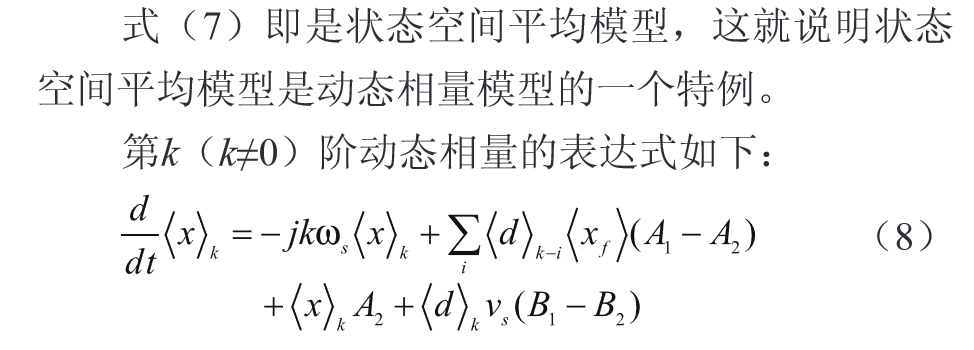 式（7）即是状态空间平均模型，这就说明状态
空间平均模型是动态相量模型的一个特例。
第k（k≠0）阶动态相量的表达式如下：
d/dt⟨x⟩_k = −jkω_s⟨x⟩_k + ∑_i⟨d⟩_{k−i}⟨x_f⟩(A_1 − A_2) （8）
+⟨x⟩_k A_2 + ⟨d⟩_k v_s (B_1 − B_2)